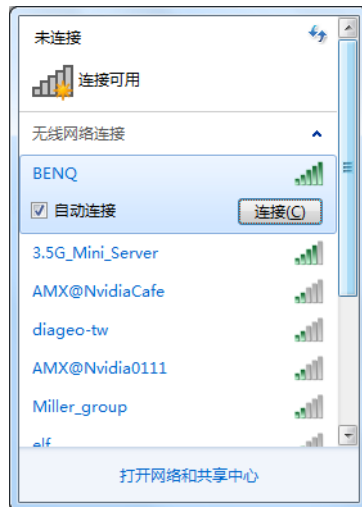 未连接
连接可用
无线网络连接
BENQ
自动连接
连接(C)
3.5G_Mini_Server
AMX@NvidiaCafe
diageo-tw
AMX@Nvidia0111
Miller_group
elf
打开网络和共享中心